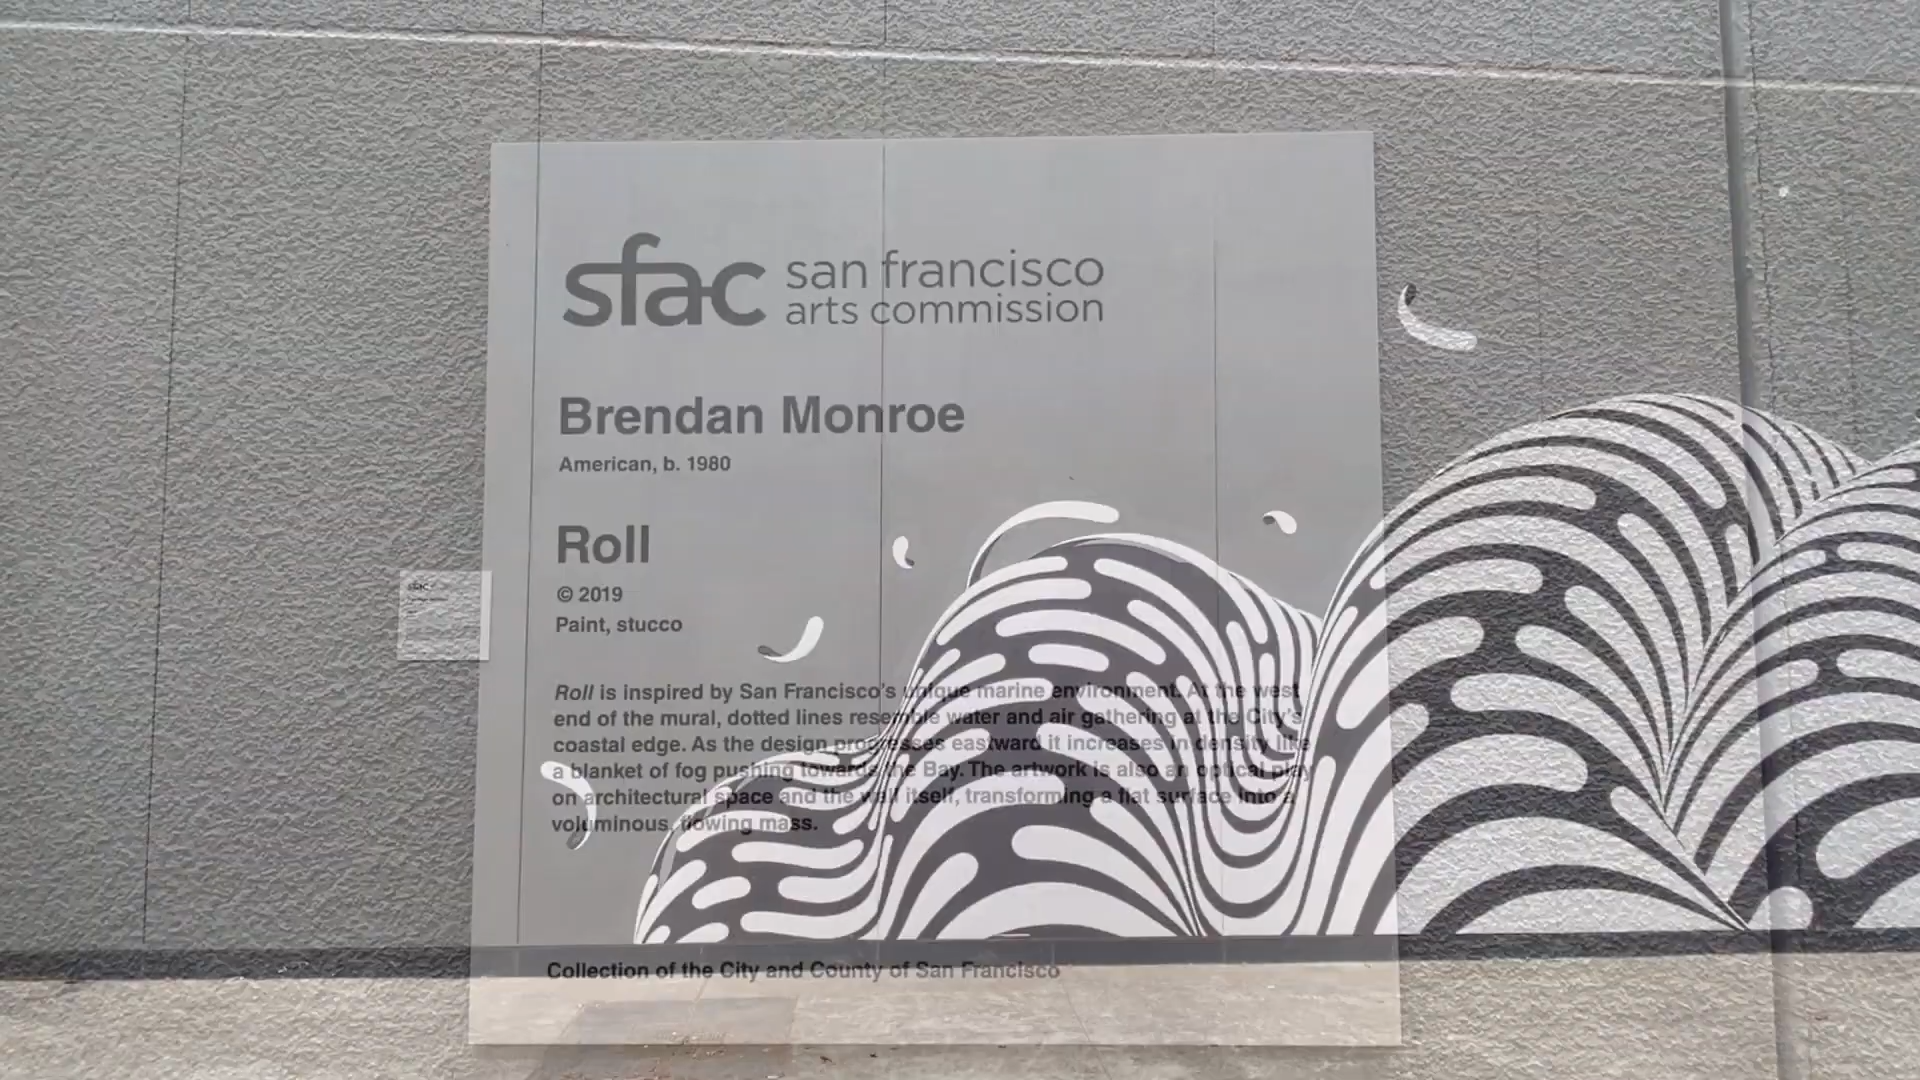 sfac san francisco
arts commission
Brendan Monroe
American, b. 1980
Roll
© 2019
Paint, stucco
Roll is inspired by San Francisco's unique marine environment. At the west
end of the mural, dotted lines resemble water and air gathering at the City's
coastal edge. As the design progresses eastward it increases in density like
a blanket of fog pushing towards the Bay. The artwork is also an optical play
on architectural space and the wall itself, transforming a flat surface into a
voluminous, flowing mass.
Collection of the City and County of San Francisco
sfac